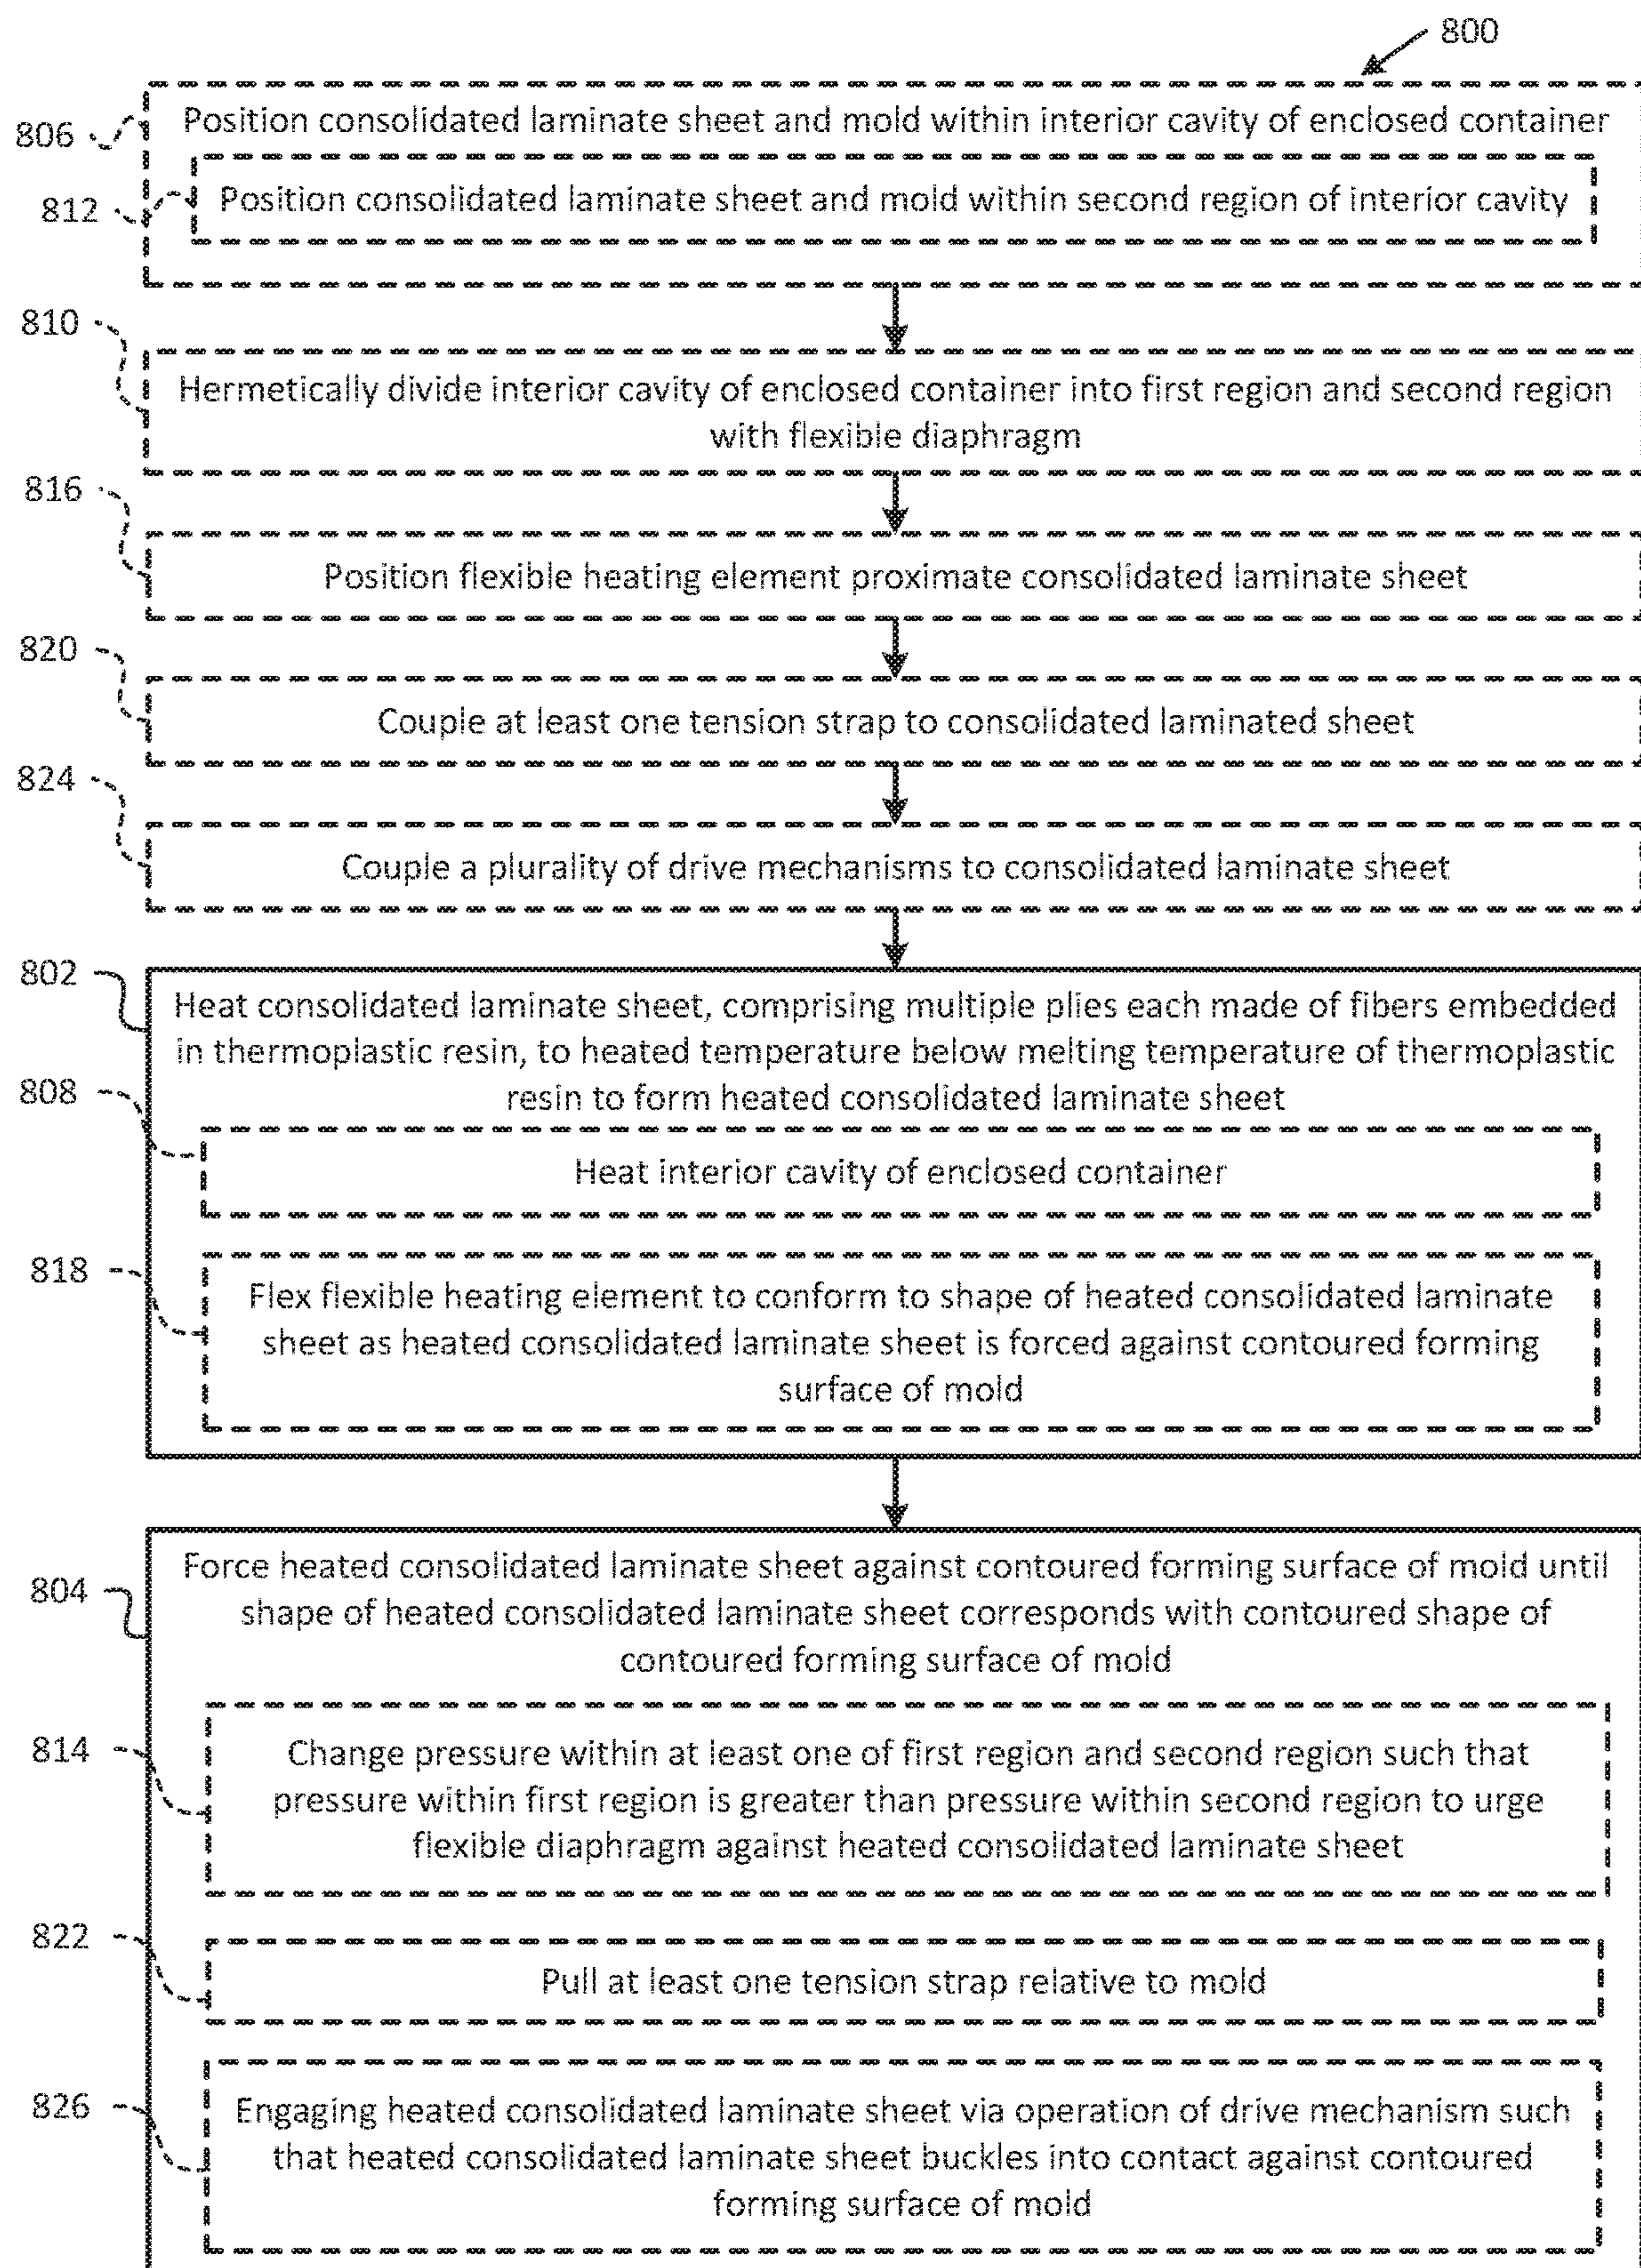 800
806
Position consolidated laminate sheet and mold within interior cavity of enclosed container
812
Position consolidated laminate sheet and mold within second region of interior cavity
810
Hermetically divide interior cavity of enclosed container into first region and second region
with flexible diaphragm
816
Position flexible heating element proximate consolidated laminate sheet
820
Couple at least one tension strap to consolidated laminated sheet
824
Couple a plurality of drive mechanisms to consolidated laminate sheet
802
Heat consolidated laminate sheet, comprising multiple plies each made of fibers embedded
in thermoplastic resin, to heated temperature below melting temperature of thermoplastic
resin to form heated consolidated laminate sheet
808
Heat interior cavity of enclosed container
818
Flex flexible heating element to conform to shape of heated consolidated laminate
sheet as heated consolidated laminate sheet is forced against contoured forming
surface of mold
804
Force heated consolidated laminate sheet against contoured forming surface of mold until
shape of heated consolidated laminate sheet corresponds with contoured shape of
contoured forming surface of mold
814
Change pressure within at least one of first region and second region such that
pressure within first region is greater than pressure within second region to urge
flexible diaphragm against heated consolidated laminate sheet
822
Pull at least one tension strap relative to mold
826
Engaging heated consolidated laminate sheet via operation of drive mechanism such
that heated consolidated laminate sheet buckles into contact against contoured
forming surface of mold